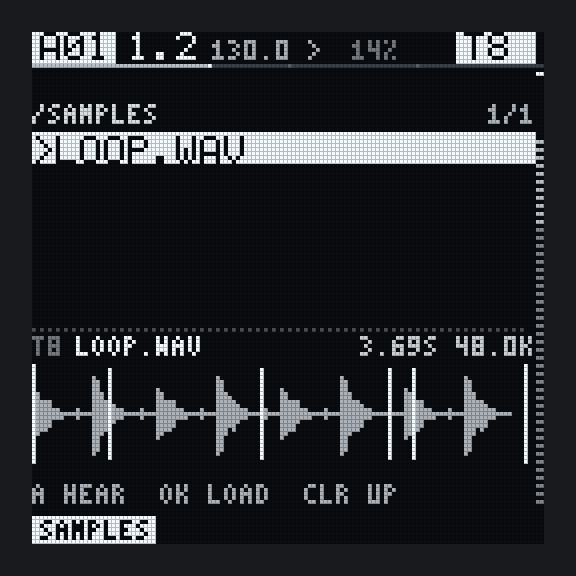 A01 1.2 130.0 > 14% T8
/SAMPLES 1/1
>LOOP.WAV
T8 LOOP.WAV 3.69S 48.0K
A HEAR OK LOAD CLR UP
SAMPLES